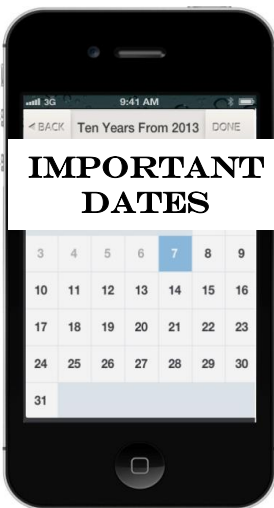 3G 9:41 AM
BACK Ten Years From 2013 DONE
IMPORTANT
DATES
3 4 5 6 7 8 9
10 11 12 13 14 15 16
17 18 19 20 21 22 23
24 25 26 27 28 29 30
31